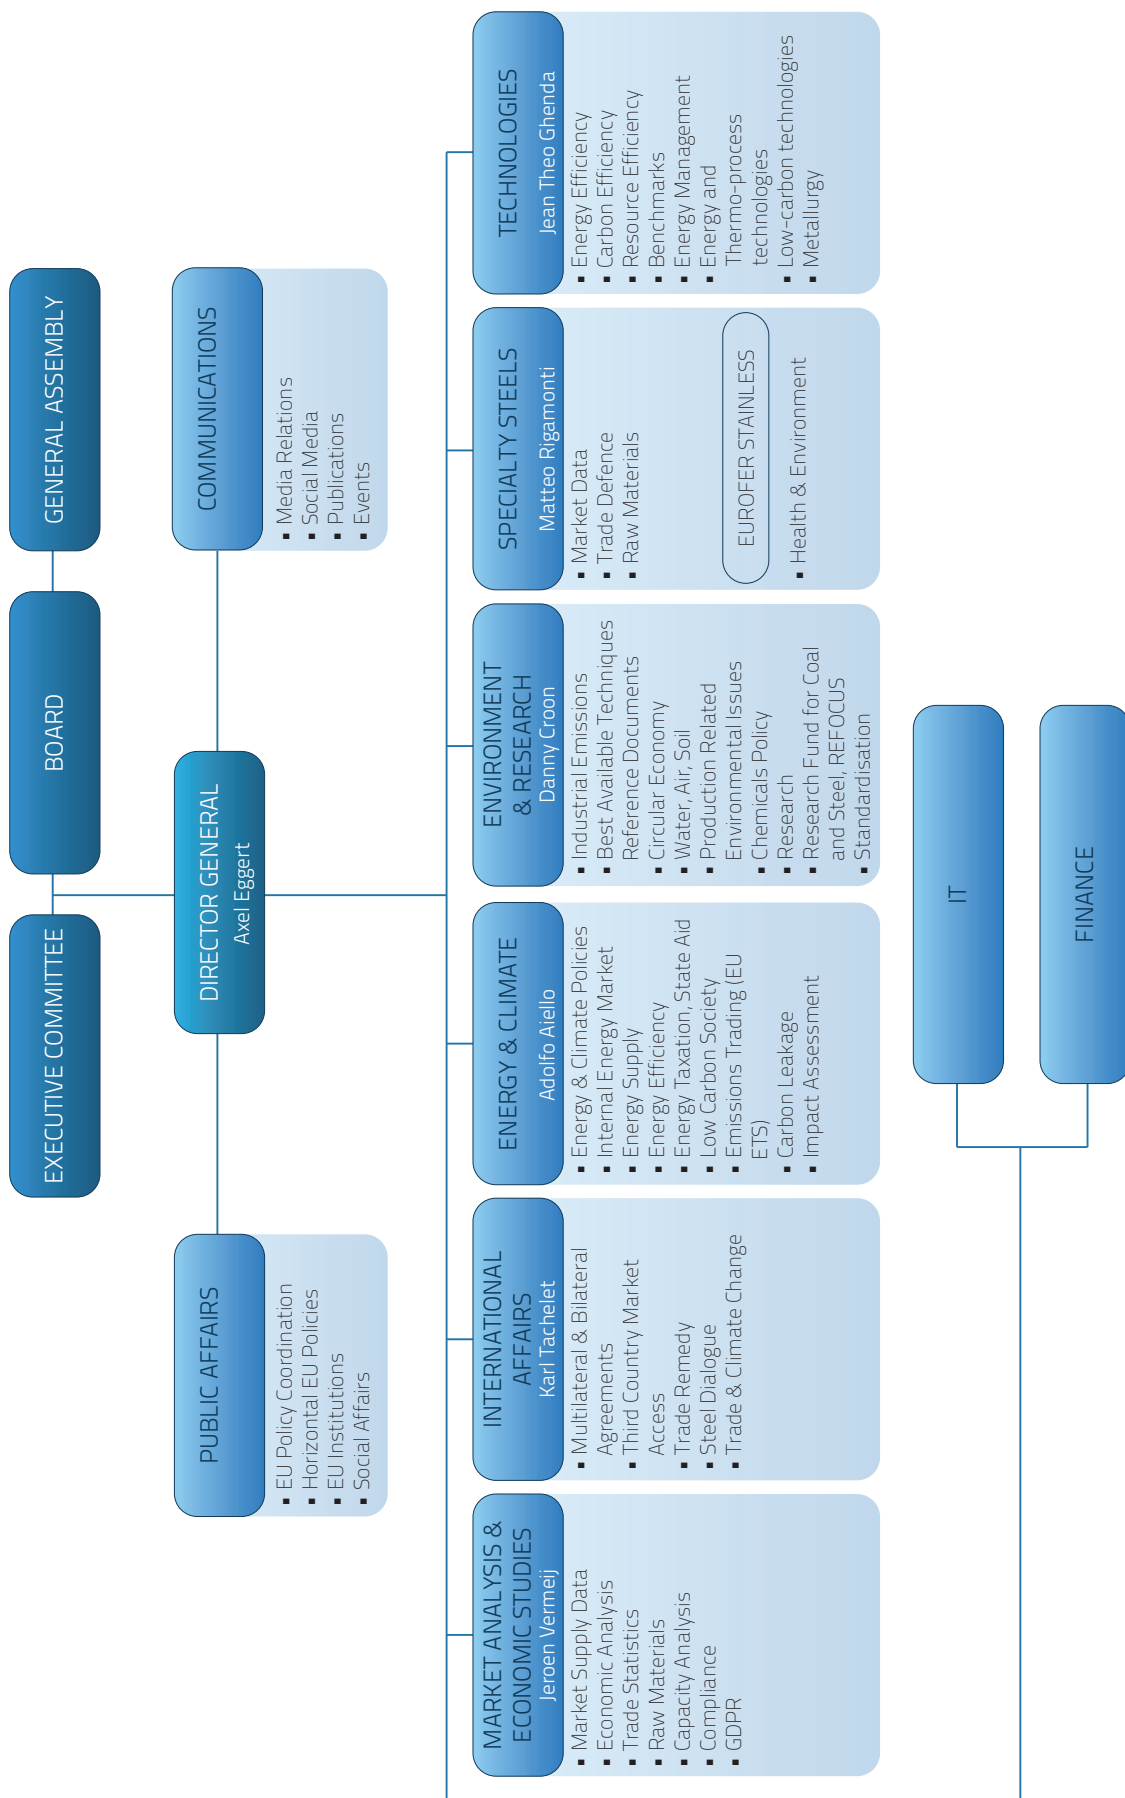 EXECUTIVE COMMITTEE
BOARD
GENERAL ASSEMBLY
PUBLIC AFFAIRS
▪ EU Policy Coordination
▪ Horizontal EU Policies
▪ EU Institutions
▪ Social Affairs
DIRECTOR GENERAL
Axel Eggert
COMMUNICATIONS
▪ Media Relations
▪ Social Media
▪ Publications
▪ Events
MARKET ANALYSIS &
ECONOMIC STUDIES
Jeroen Vermeij
▪ Market Supply Data
▪ Economic Analysis
▪ Trade Statistics
▪ Raw Materials
▪ Capacity Analysis
▪ Compliance
▪ GDPR
INTERNATIONAL
AFFAIRS
Karl Tachelet
▪ Multilateral & Bilateral
Agreements
▪ Third Country Market
Access
▪ Trade Remedy
▪ Steel Dialogue
▪ Trade & Climate Change
ENERGY & CLIMATE
Adolfo Aiello
▪ Energy & Climate Policies
▪ Internal Energy Market
▪ Energy Supply
▪ Energy Efficiency
▪ Energy Taxation, State Aid
▪ Low Carbon Society
▪ Emissions Trading (EU
ETS)
▪ Carbon Leakage
▪ Impact Assessment
ENVIRONMENT
& RESEARCH
Danny Croon
▪ Industrial Emissions
▪ Best Available Techniques
Reference Documents
▪ Circular Economy
▪ Water, Air, Soil
▪ Production Related
Environmental Issues
▪ Chemicals Policy
▪ Research
▪ Research Fund for Coal
and Steel, REFOCUS
▪ Standardisation
SPECIALTY STEELS
Matteo Rigamonti
▪ Market Data
▪ Trade Defence
▪ Raw Materials
EUROFER STAINLESS
▪ Health & Environment
TECHNOLOGIES
Jean Theo Ghenda
▪ Energy Efficiency
▪ Carbon Efficiency
▪ Resource Efficiency
▪ Benchmarks
▪ Energy Management
▪ Energy and
Thermo-process
technologies
▪ Low-carbon technologies
▪ Metallurgy
IT
FINANCE